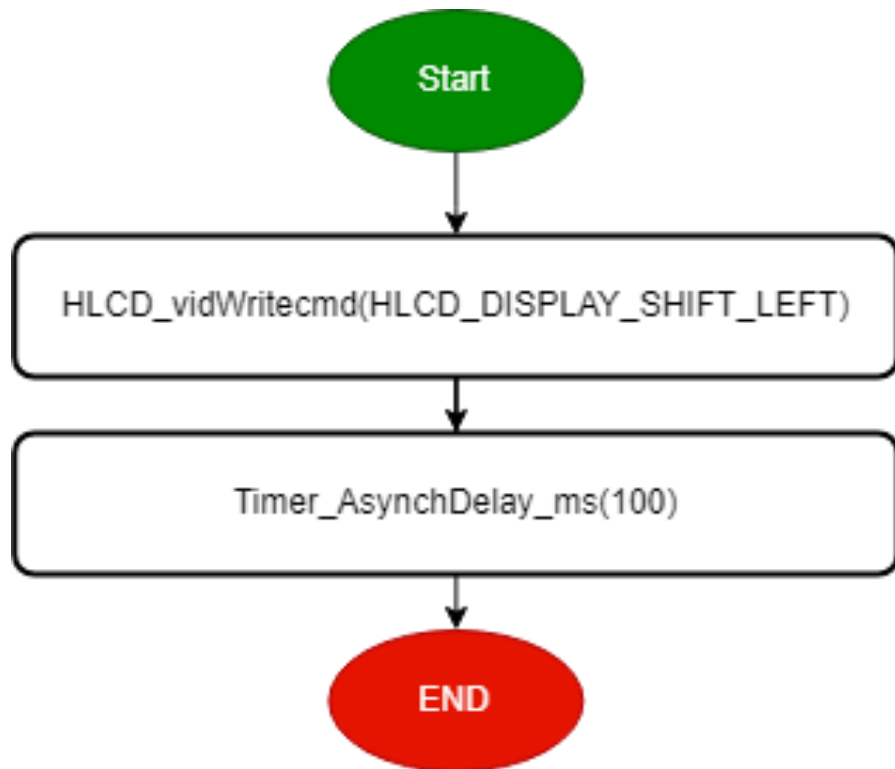 Start
HLCD_vidWritecmd(HLCD_DISPLAY_SHIFT_LEFT)
Timer_AsynchDelay_ms(100)
END